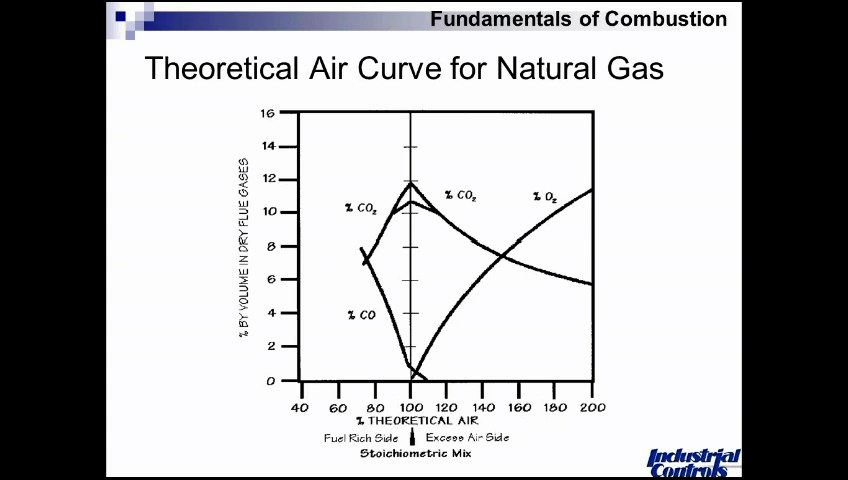 Fundamentals of Combustion
Theoretical Air Curve for Natural Gas
% BY VOLUME IN DRY FLUE GASES
16
14
12
10
8
6
4
2
0
% CO₂
% CO₂
% O₂
% CO
40 60 80 100 120 140 160 180 200
% THEORETICAL AIR
Fuel Rich Side Excess Air Side
Stoichiometric Mix
Industrial
Controls